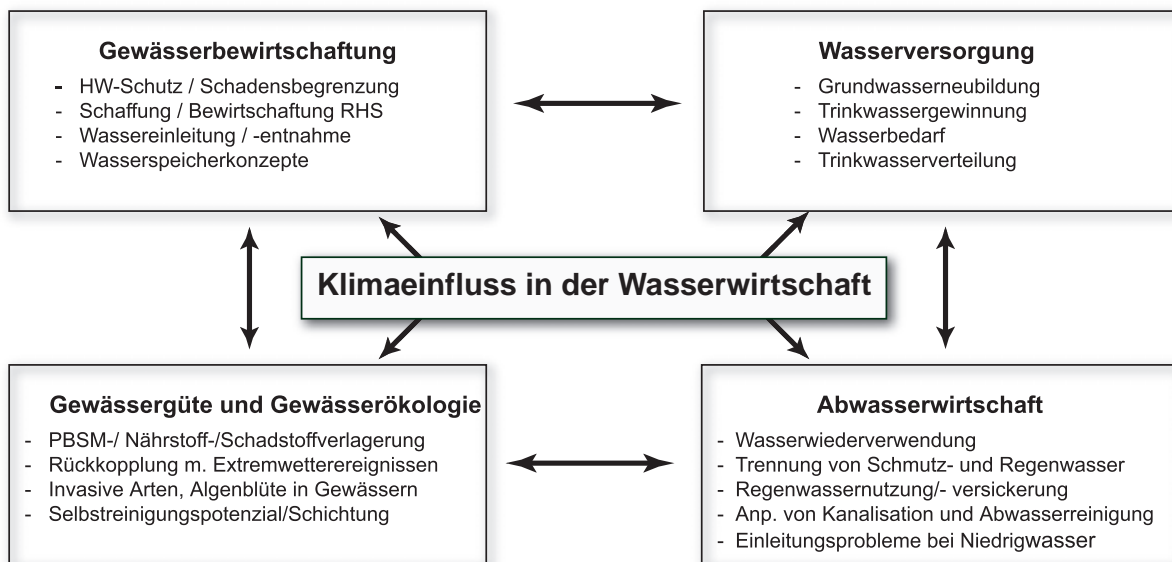 Gewässerbewirtschaftung
- HW-Schutz / Schadensbegrenzung
- Schaffung / Bewirtschaftung RHS
- Wassereinleitung / -entnahme
- Wasserspeicherkonzepte
Wasserversorgung
- Grundwasserneubildung
- Trinkwassergewinnung
- Wasserbedarf
- Trinkwasserverteilung
Klimaeinfluss in der Wasserwirtschaft
Gewässergüte und Gewässerökologie
- PBSM-/ Nährstoff-/Schadstoffverlagerung
- Rückkopplung m. Extremwetterereignissen
- Invasive Arten, Algenblüte in Gewässern
- Selbstreinigungspotenzial/Schichtung
Abwasserwirtschaft
- Wasserwiederverwendung
- Trennung von Schmutz- und Regenwasser
- Regenwassernutzung/- versickerung
- Anp. von Kanalisation und Abwasserreinigung
- Einleitungsprobleme bei Niedrigwasser